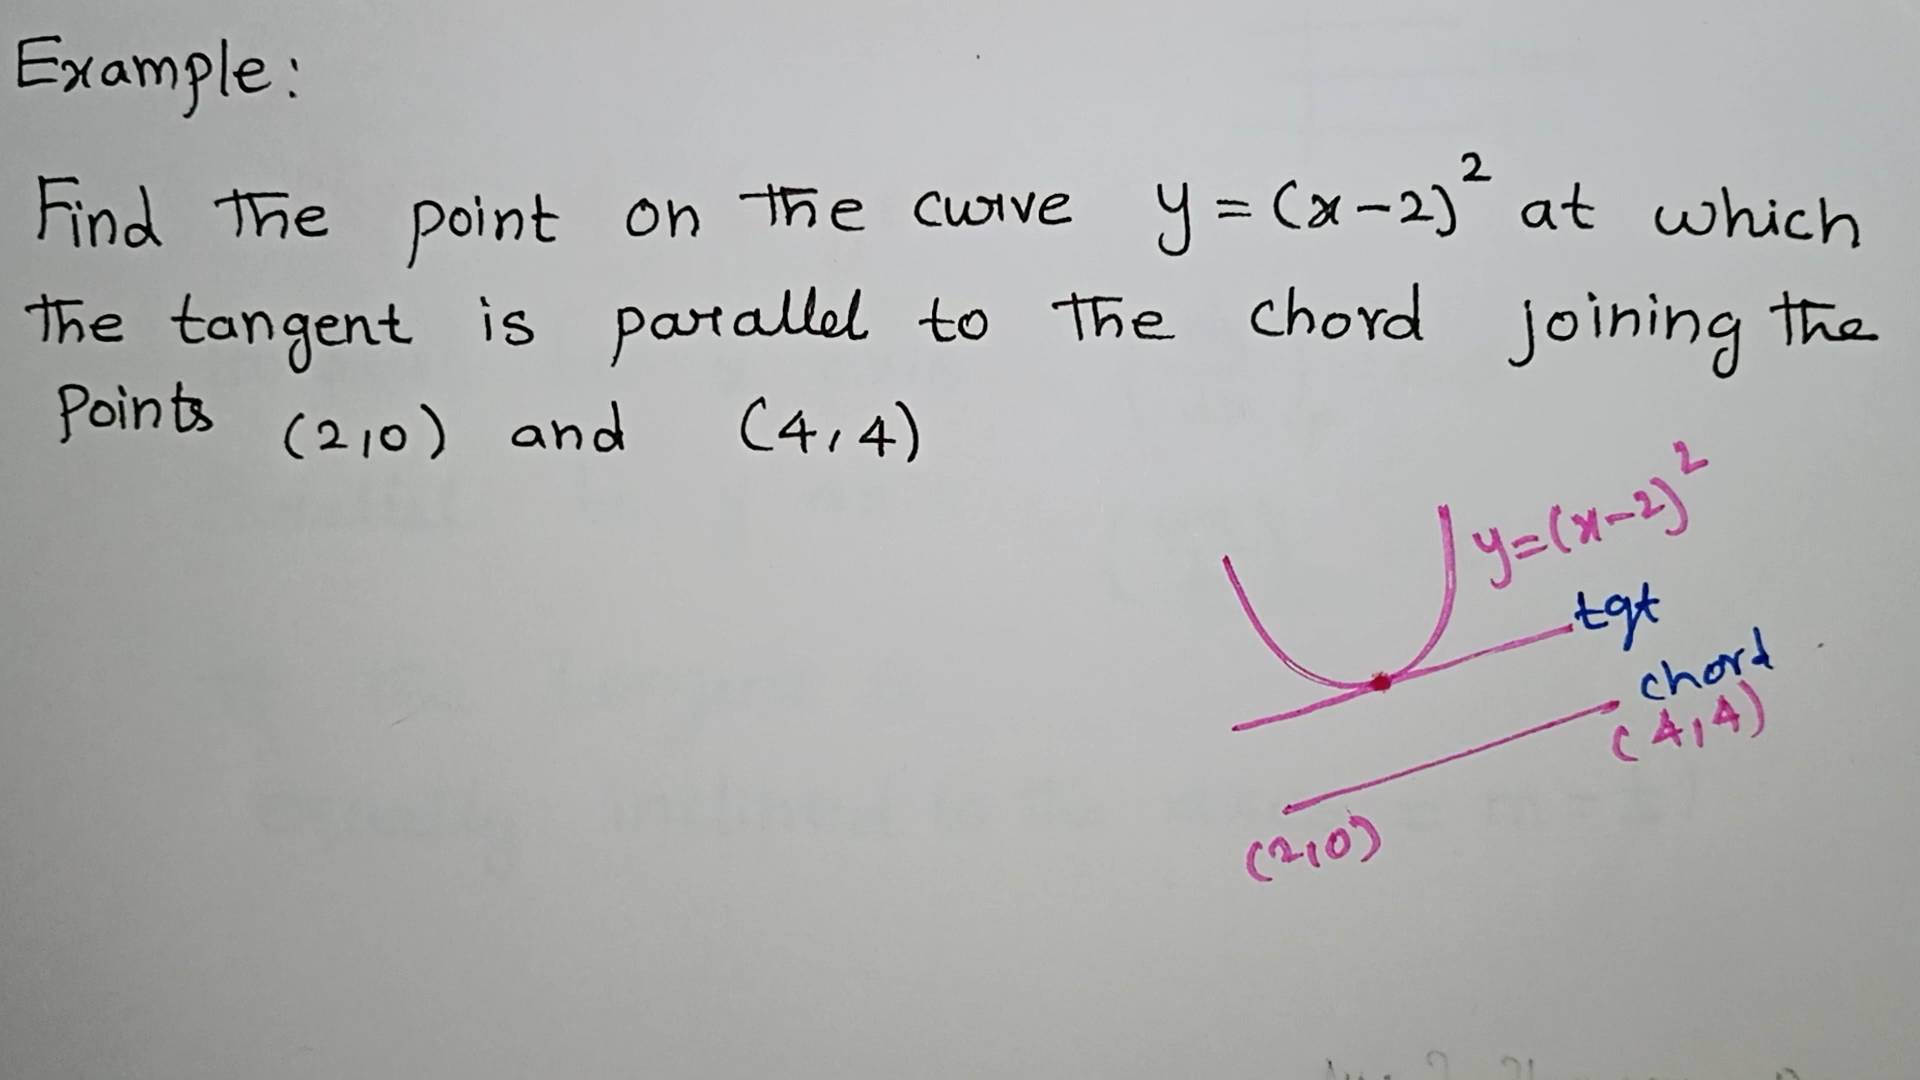 Example:
Find the point on the curve y = (x-2)² at which
the tangent is parallel to the chord joining the
Points (2,0) and (4,4)
y=(x-2)²
tgt
chord
(4,4)
(2,0)